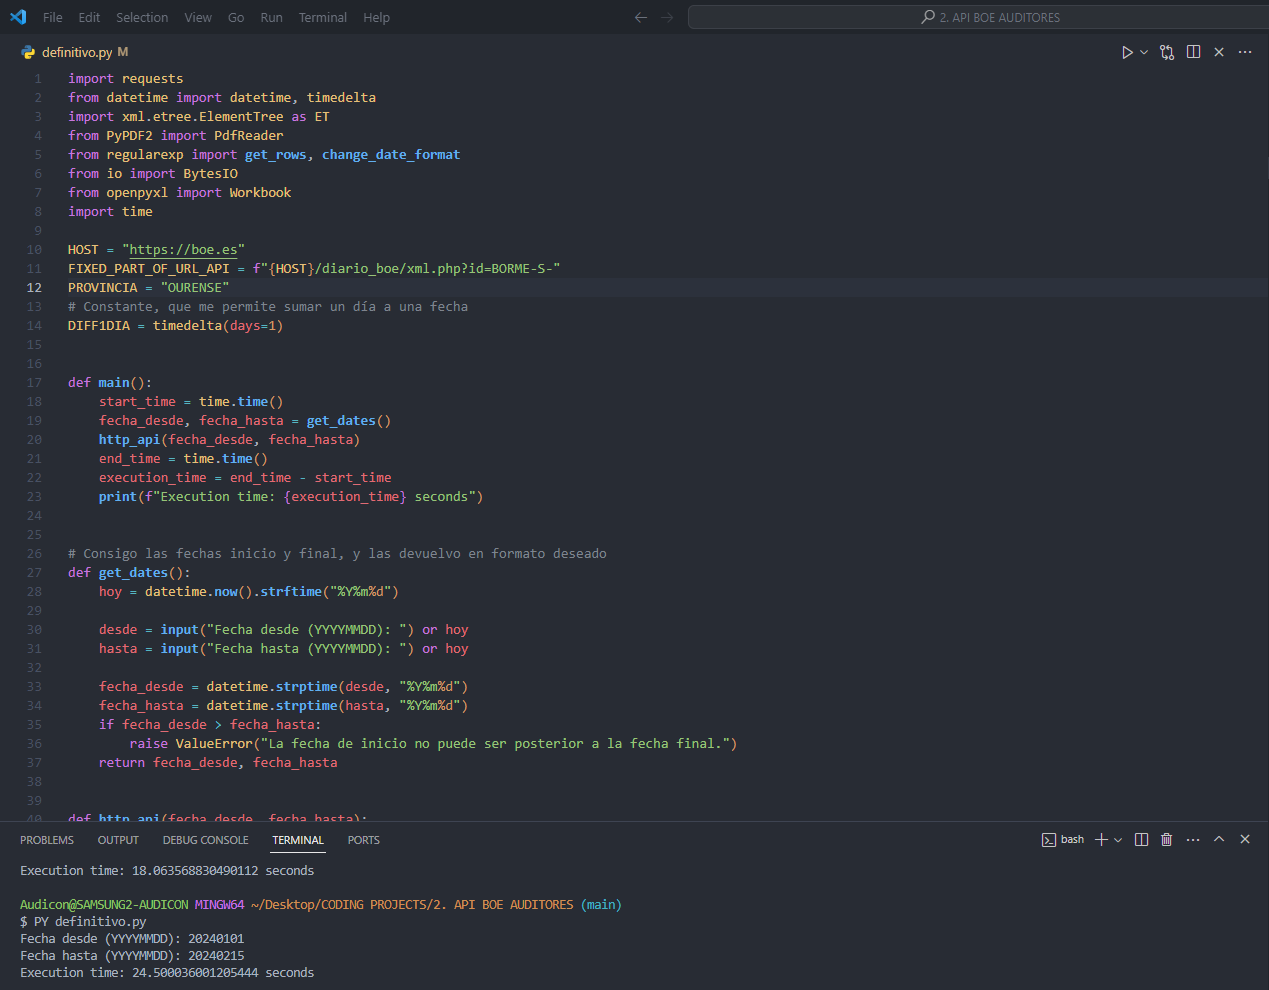 File Edit Selection View Go Run Terminal Help
2. API BOE AUDITORES
definitivo.py M
1 import requests
2 from datetime import datetime, timedelta
3 import xml.etree.ElementTree as ET
4 from PyPDF2 import PdfReader
5 from regularexp import get_rows, change_date_format
6 from io import BytesIO
7 from openpyxl import Workbook
8 import time
9
10 HOST = "https://boe.es"
11 FIXED_PART_OF_URL_API = f"{HOST}/diario_boe/xml.php?id=BORME-S-"
12 PROVINCIA = "OURENSE"
13 # Constante, que me permite sumar un día a una fecha
14 DIFF1DIA = timedelta(days=1)
15
16
17 def main():
18     start_time = time.time()
19     fecha_desde, fecha_hasta = get_dates()
20     http_api(fecha_desde, fecha_hasta)
21     end_time = time.time()
22     execution_time = end_time - start_time
23     print(f"Execution time: {execution_time} seconds")
24
25
26 # Consigo las fechas inicio y final, y las devuelvo en formato deseado
27 def get_dates():
28     hoy = datetime.now().strftime("%Y%m%d")
29
30     desde = input("Fecha desde (YYYYMMDD): ") or hoy
31     hasta = input("Fecha hasta (YYYYMMDD): ") or hoy
32
33     fecha_desde = datetime.strptime(desde, "%Y%m%d")
34     fecha_hasta = datetime.strptime(hasta, "%Y%m%d")
35     if fecha_desde > fecha_hasta:
36         raise ValueError("La fecha de inicio no puede ser posterior a la fecha final.")
37     return fecha_desde, fecha_hasta
38
39
40 def http_api(fecha_desde, fecha_hasta):
PROBLEMS OUTPUT DEBUG CONSOLE TERMINAL PORTS bash
Execution time: 18.063568830490112 seconds
Audicon@SAMSUNG2-AUDICON MINGW64 ~/Desktop/CODING PROJECTS/2. API BOE AUDITORES (main)
$ PY definitivo.py
Fecha desde (YYYYMMDD): 20240101
Fecha hasta (YYYYMMDD): 20240215
Execution time: 24.500036001205444 seconds